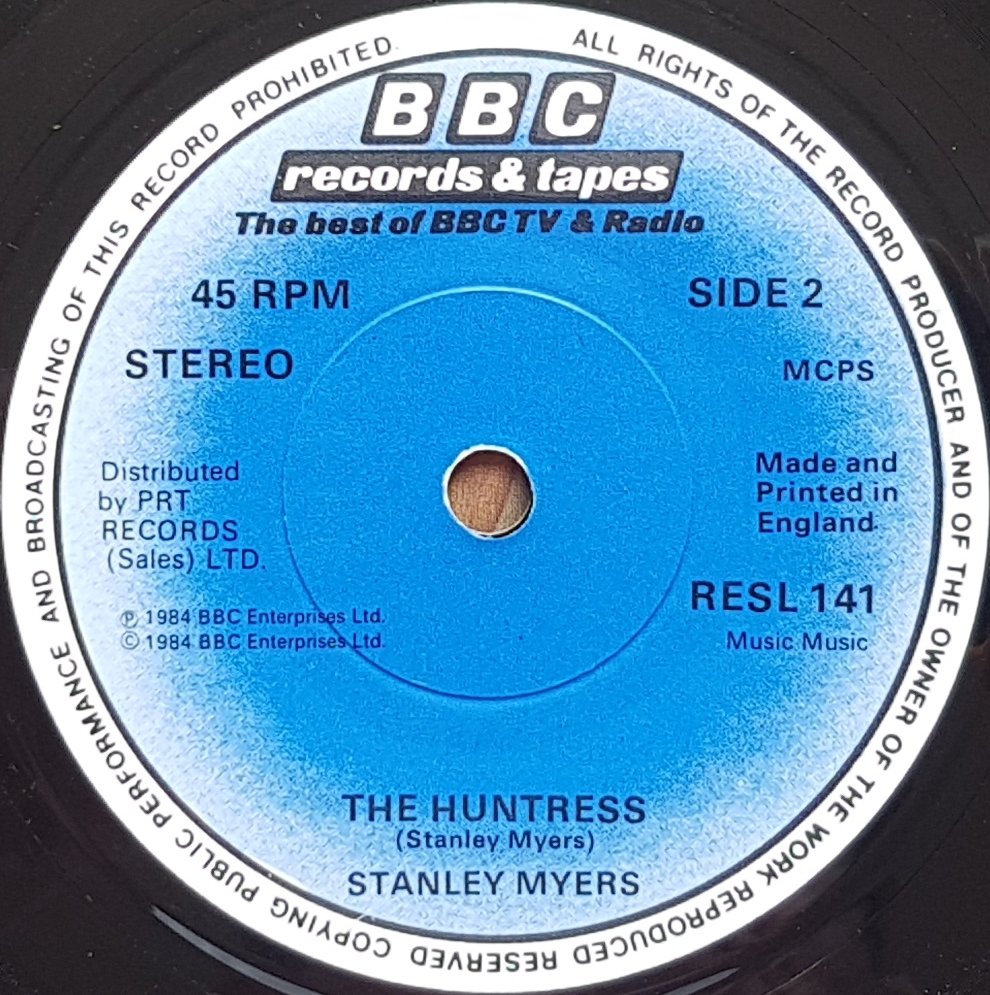 ALL RIGHTS OF THE RECORD PRODUCER AND OF THE OWNER OF THE WORK REPRODUCED RESERVED COPYING PUBLIC PERFORMANCE AND BROADCASTING OF THIS RECORD PROHIBITED.
BBC
records & tapes
The best of BBC TV & Radio
45 RPM
SIDE 2
STEREO
MCPS
Distributed
by PRT
RECORDS
(Sales) LTD.
Made and
Printed in
England
℗ 1984 BBC Enterprises Ltd.
© 1984 BBC Enterprises Ltd.
RESL 141
Music Music
THE HUNTRESS
(Stanley Myers)
STANLEY MYERS